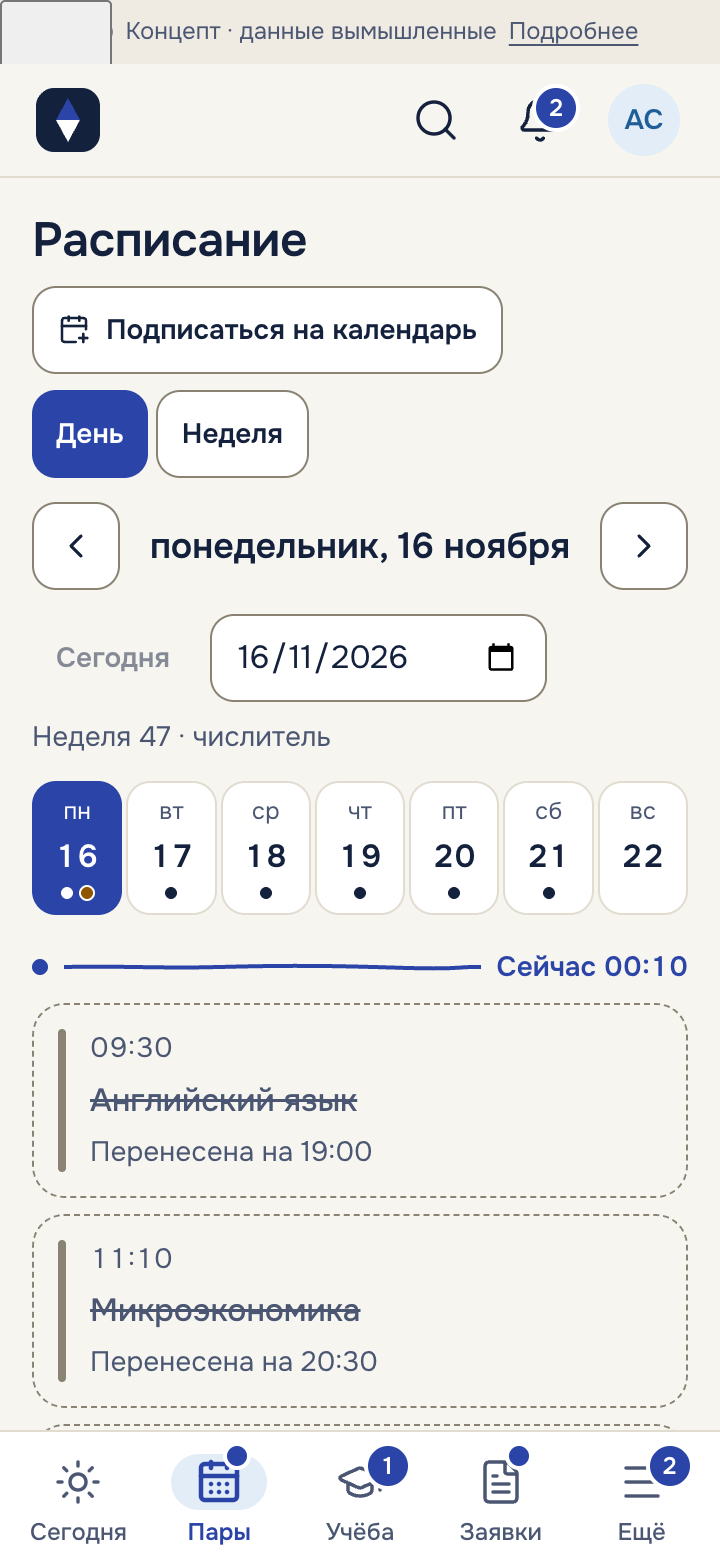 Концепт · данные вымышленные Подробнее
2
АС
Расписание
Подписаться на календарь
День Неделя
понедельник, 16 ноября
Сегодня 16/11/2026
Неделя 47 · числитель
пн вт ср чт пт сб вс
16 17 18 19 20 21 22
Сейчас 00:10
09:30
Английский язык
Перенесена на 19:00
11:10
Микроэкономика
Перенесена на 20:30
1 2
Сегодня Пары Учёба Заявки Ещё